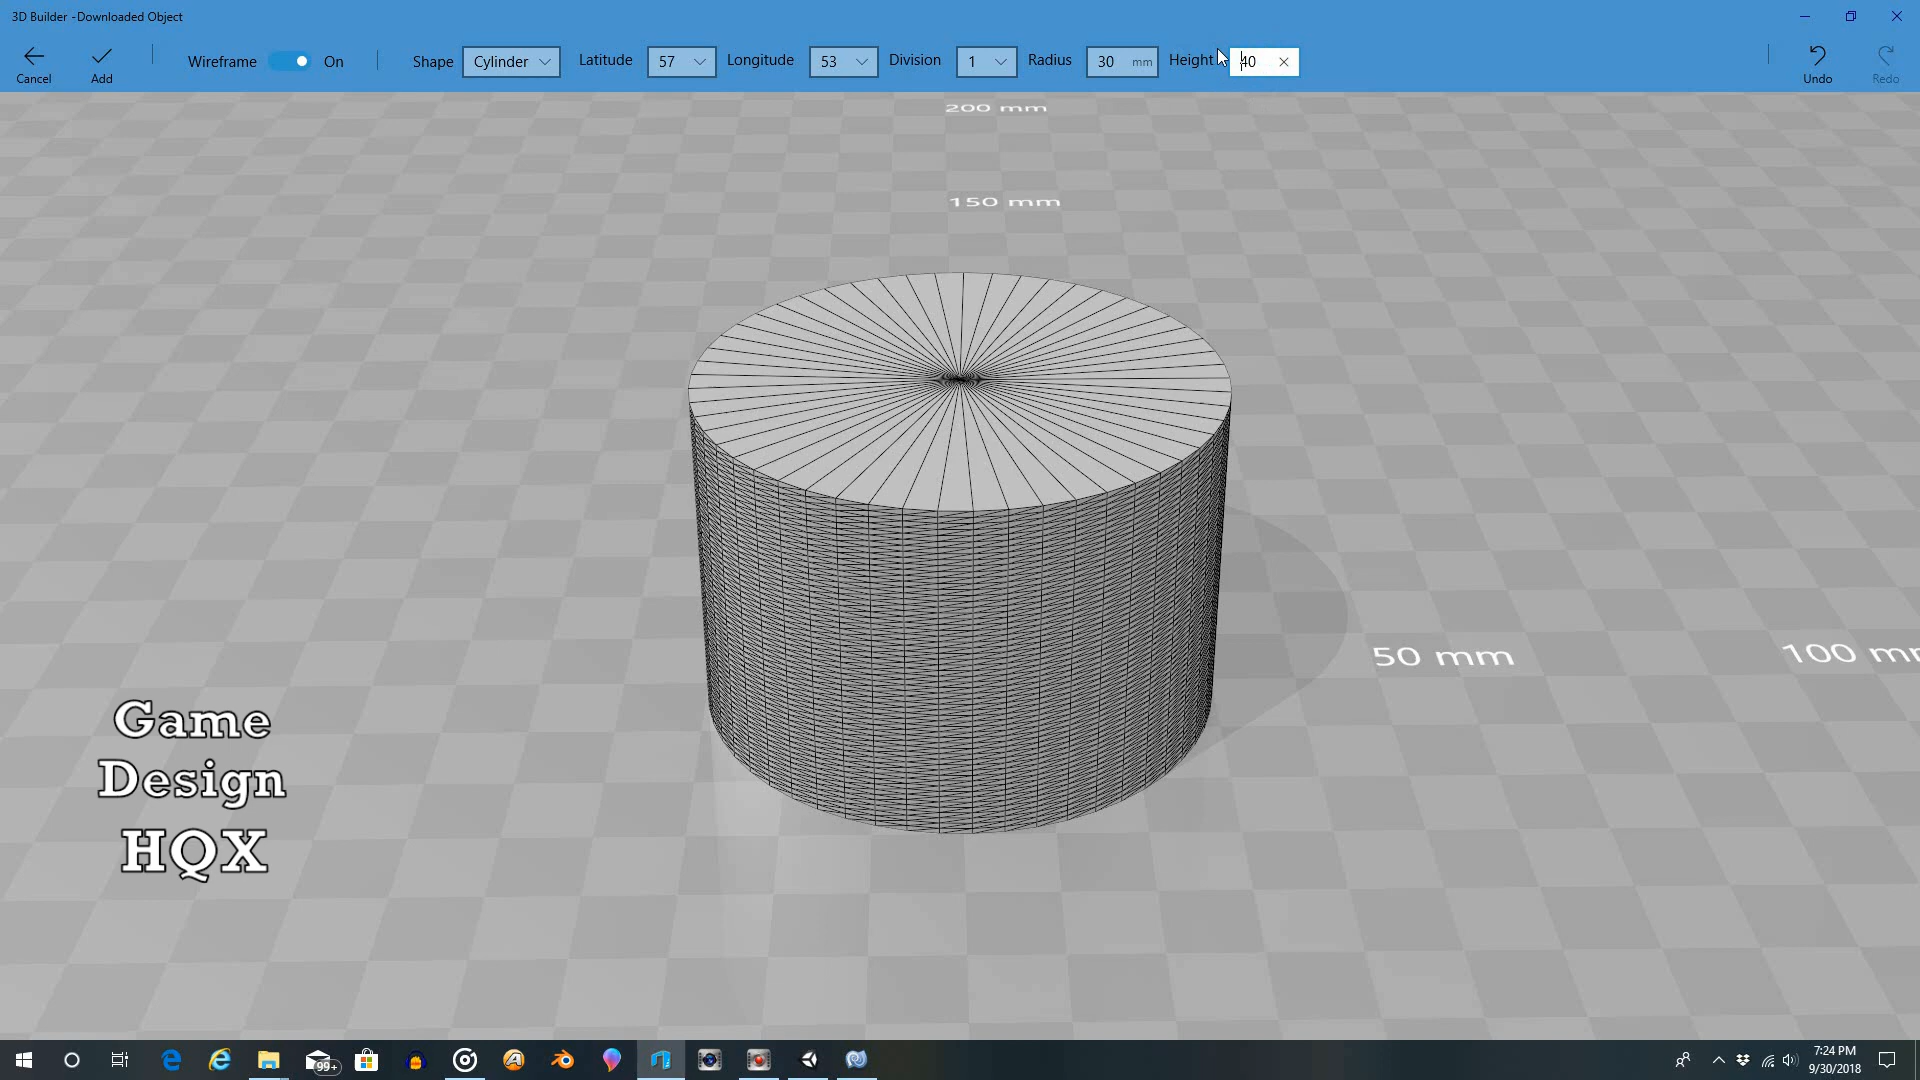 3D Builder -Downloaded Object
Cancel Add Wireframe On Shape Cylinder Latitude 57 Longitude 53 Division 1 Radius 30 mm Height 40 Undo Redo
200 mm
150 mm
50 mm
100 mm
Game
Design
HQX
99+
7:24 PM
9/30/2018